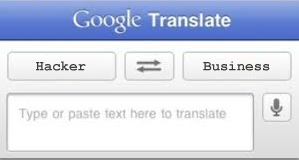 Google Translate
Hacker Business
Type or paste text here to translate